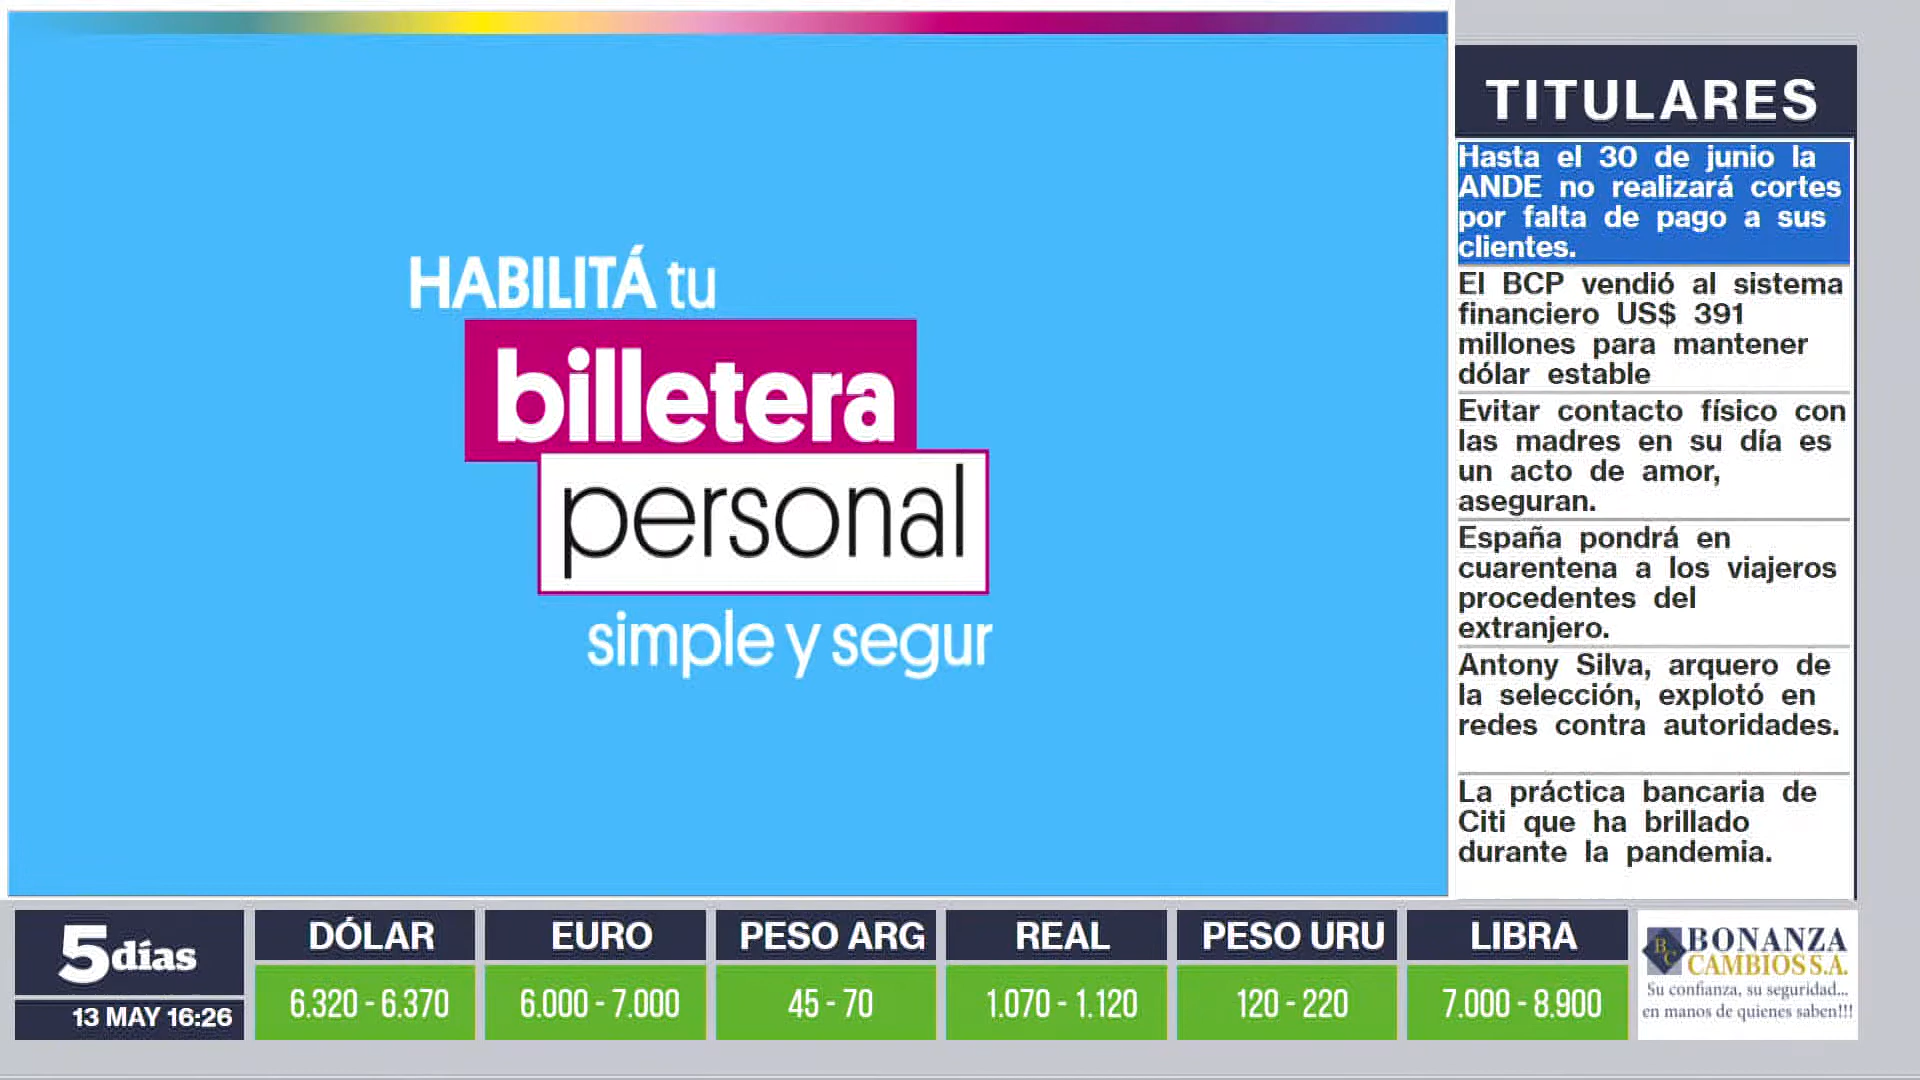 HABILITÁ tu
billetera
personal
simple y segur
TITULARES
Hasta el 30 de junio la
ANDE no realizará cortes
por falta de pago a sus
clientes.
El BCP vendió al sistema
financiero US$ 391
millones para mantener
dólar estable
Evitar contacto físico con
las madres en su día es
un acto de amor,
aseguran.
España pondrá en
cuarentena a los viajeros
procedentes del
extranjero.
Antony Silva, arquero de
la selección, explotó en
redes contra autoridades.
La práctica bancaria de
Citi que ha brillado
durante la pandemia.
5días
13 MAY 16:26
DÓLAR
6.320 - 6.370
EURO
6.000 - 7.000
PESO ARG
45 - 70
REAL
1.070 - 1.120
PESO URU
120 - 220
LIBRA
7.000 - 8.900
BC
BONANZA
CAMBIOS S.A.
Su confianza, su seguridad...
en manos de quienes saben!!!